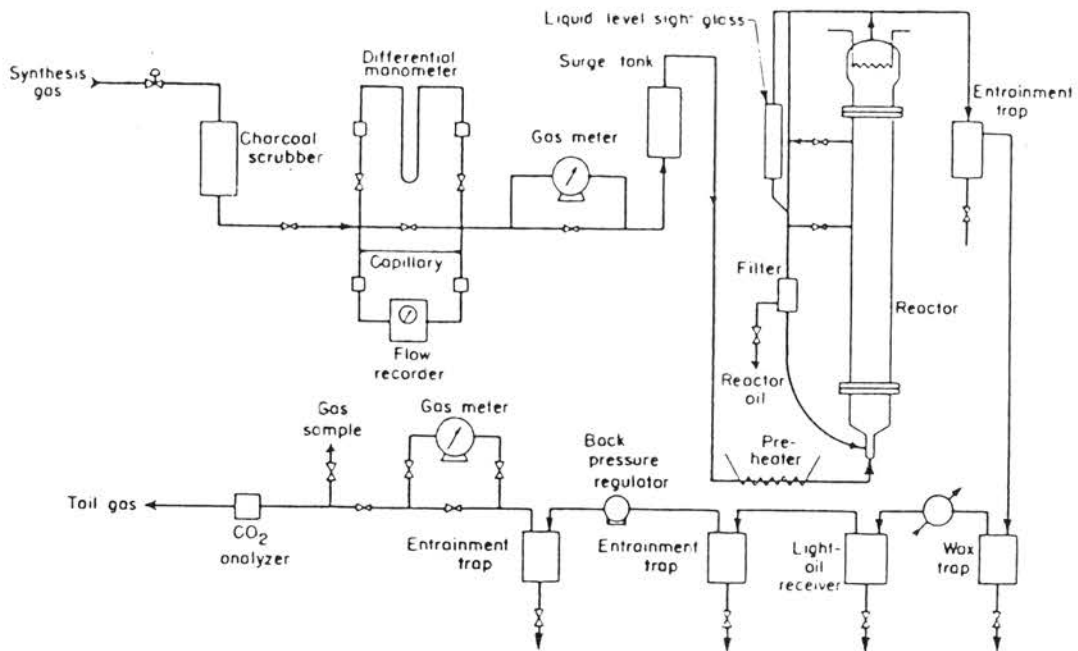 Liquid level sight glass
Differential
manometer
Surge tank
Synthesis
gas
Entrainment
trap
Charcoal
scrubber
Gas meter
Capillary
Filter
Reactor
Flow
recorder
Reactor
oil
Gas
sample
Gas meter
Back
pressure
regulator
Pre-
heater
Tail gas
CO2
analyzer
Entrainment
trap
Entrainment
trap
Light-
oil
receiver
Wax
trap